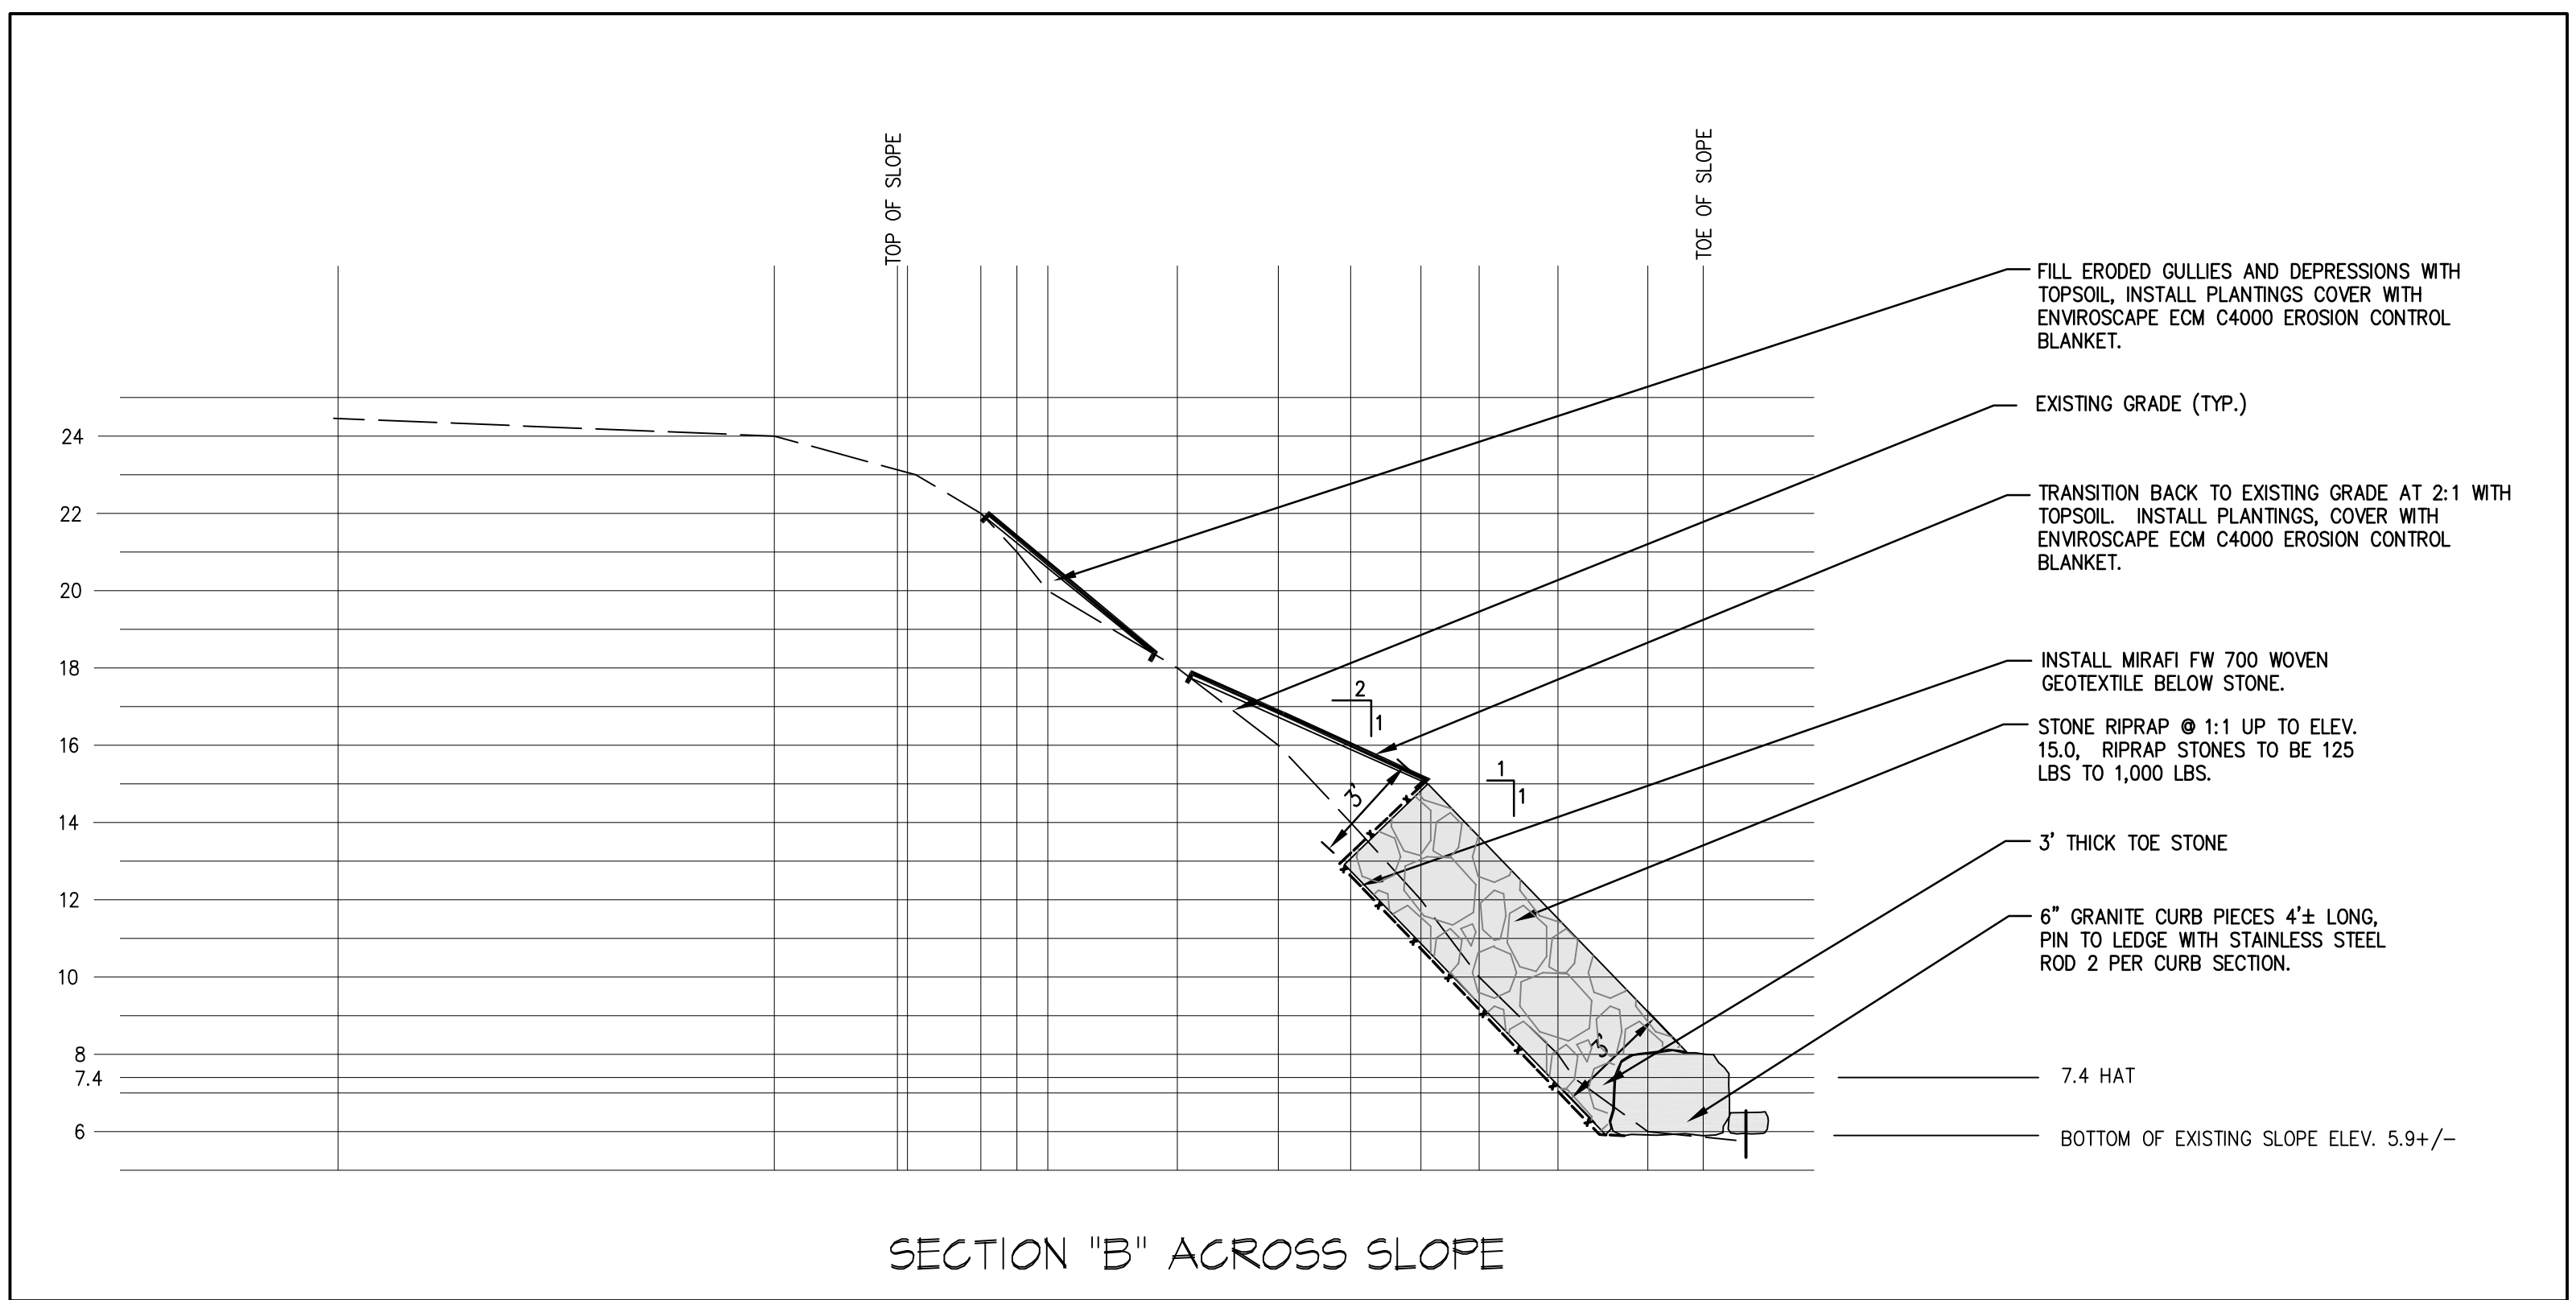 TOP OF SLOPE
TOE OF SLOPE
FILL ERODED GULLIES AND DEPRESSIONS WITH
TOPSOIL, INSTALL PLANTINGS COVER WITH
ENVIROSCAPE ECM C4000 EROSION CONTROL
BLANKET.
EXISTING GRADE (TYP.)
TRANSITION BACK TO EXISTING GRADE AT 2:1 WITH
TOPSOIL. INSTALL PLANTINGS, COVER WITH
ENVIROSCAPE ECM C4000 EROSION CONTROL
BLANKET.
INSTALL MIRAFI FW 700 WOVEN
GEOTEXTILE BELOW STONE.
STONE RIPRAP @ 1:1 UP TO ELEV.
15.0, RIPRAP STONES TO BE 125
LBS TO 1,000 LBS.
3' THICK TOE STONE
6" GRANITE CURB PIECES 4'± LONG,
PIN TO LEDGE WITH STAINLESS STEEL
ROD 2 PER CURB SECTION.
7.4 HAT
BOTTOM OF EXISTING SLOPE ELEV. 5.9+/-
24
22
20
18
16
14
12
10
8
7.4
6
2
1
1
1
3'
3'
SECTION "B" ACROSS SLOPE